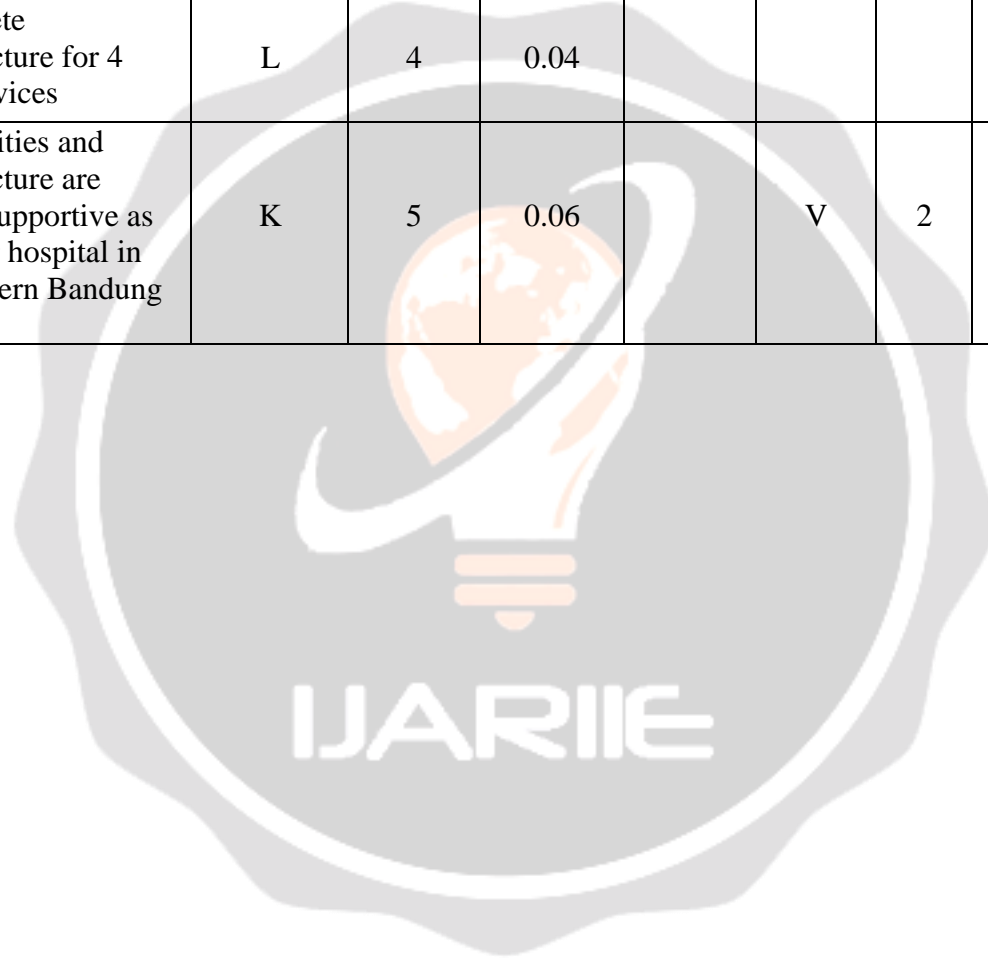 ete
cture for 4 L 4 0.04
vices
ities and
cture are
upportive as K 5 0.06 V 2
hospital in
ern Bandung
IJARIIE